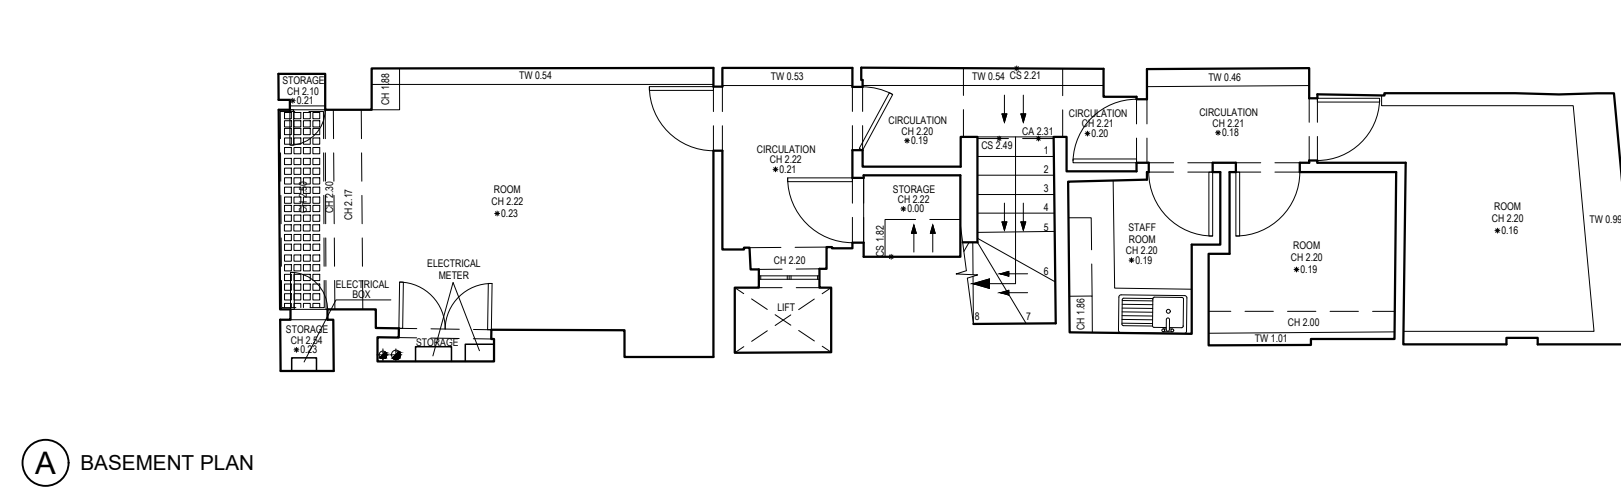 STORAGE
CH 2.10
✱0.21
CH 1.88
TW 0.54
TW 0.53
TW 0.54
CS 2.21
TW 0.46
CIRCULATION
CH 2.20
✱0.19
CA 2.31
CS 2.49
CIRCULATION
CH 2.21
✱0.20
CIRCULATION
CH 2.21
✱0.18
CIRCULATION
CH 2.22
✱0.21
CH 2.30
CH 2.17
ROOM
CH 2.22
✱0.23
STORAGE
CH 2.22
✱0.00
CS 1.82
1
2
3
4
5
6
7
8
STAFF
ROOM
CH 2.20
✱0.19
CH 1.86
ROOM
CH 2.20
✱0.19
CH 2.00
TW 1.01
ROOM
CH 2.20
✱0.16
TW 0.99
ELECTRICAL
METER
ELECTRICAL
BOX
CH 2.20
LIFT
STORAGE
STORAGE
✱0.23
A BASEMENT PLAN